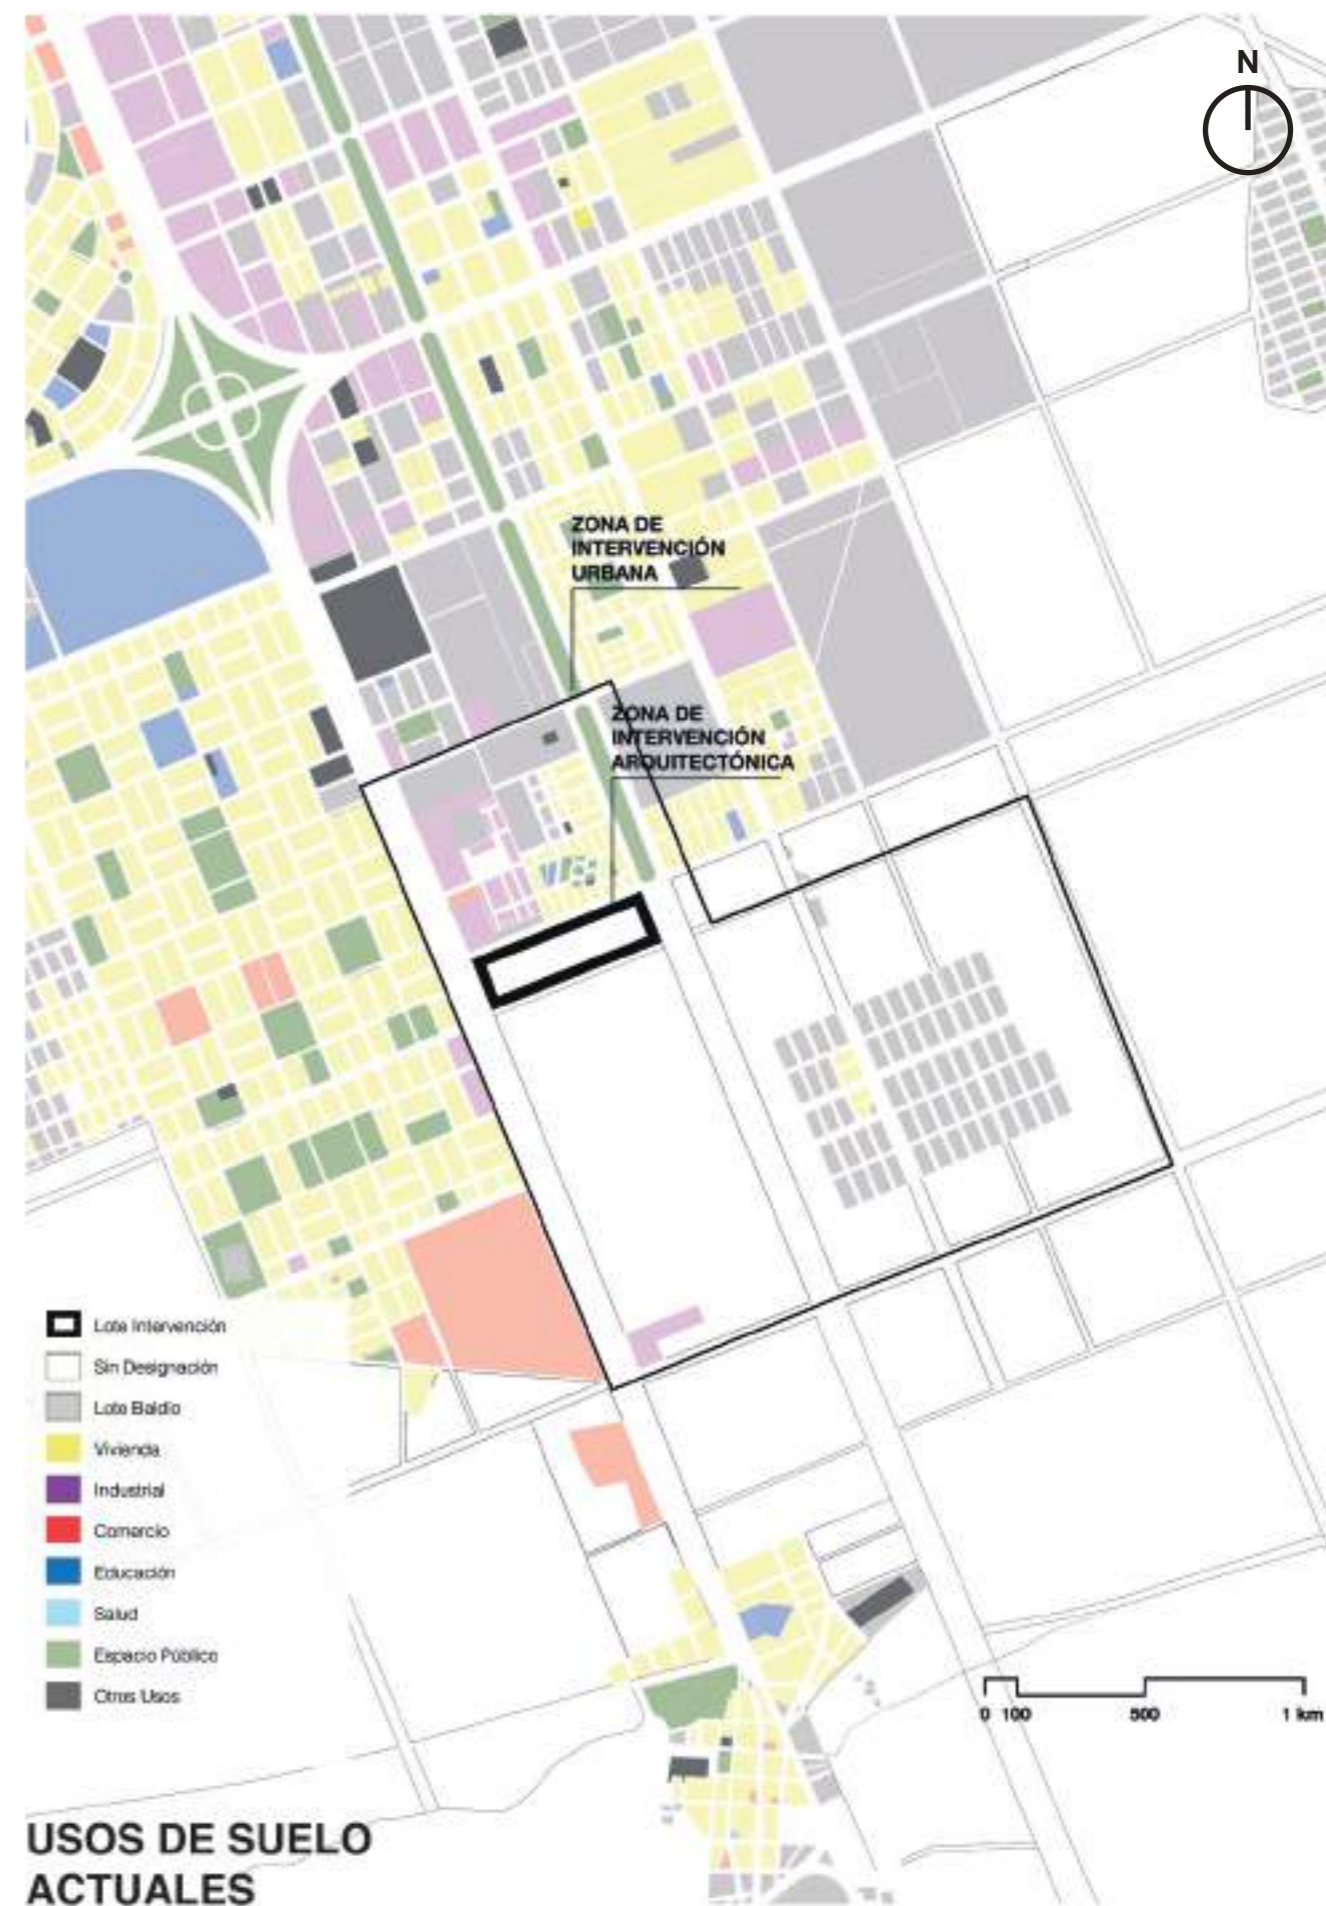 N
ZONA DE
INTERVENCIÓN
URBANA
ZONA DE
INTERVENCIÓN
ARQUITECTÓNICA
Lote Intervención
Sin Designación
Lote Baldío
Vivienda
Industrial
Comercio
Educación
Salud
Espacio Público
Otros Usos
0 100 500 1 km
USOS DE SUELO
ACTUALES